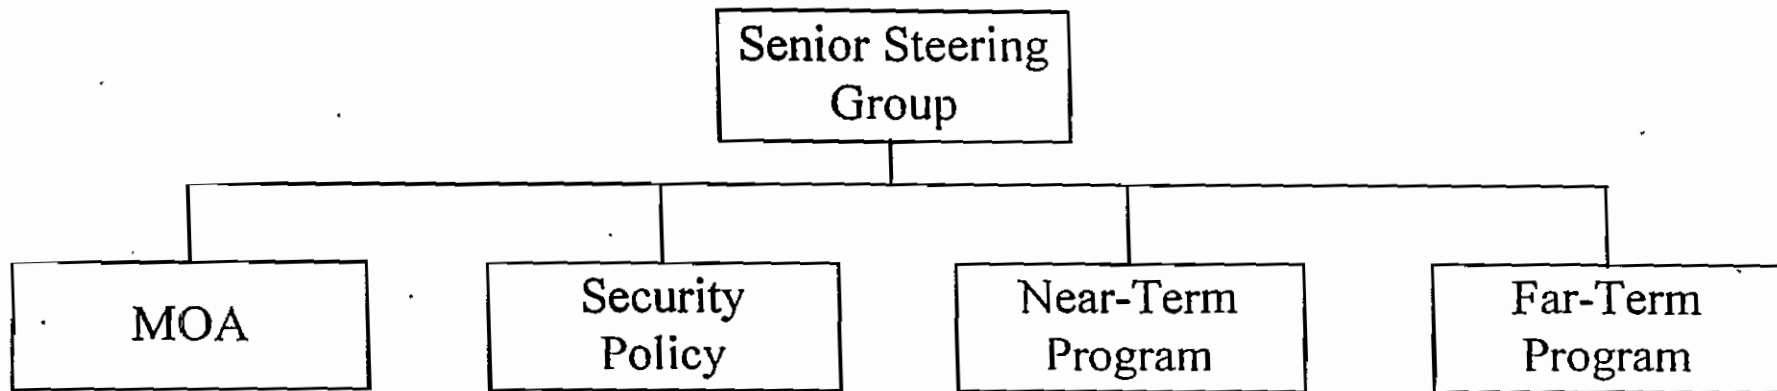 Senior Steering
Group
MOA
Security
Policy
Near-Term
Program
Far-Term
Program